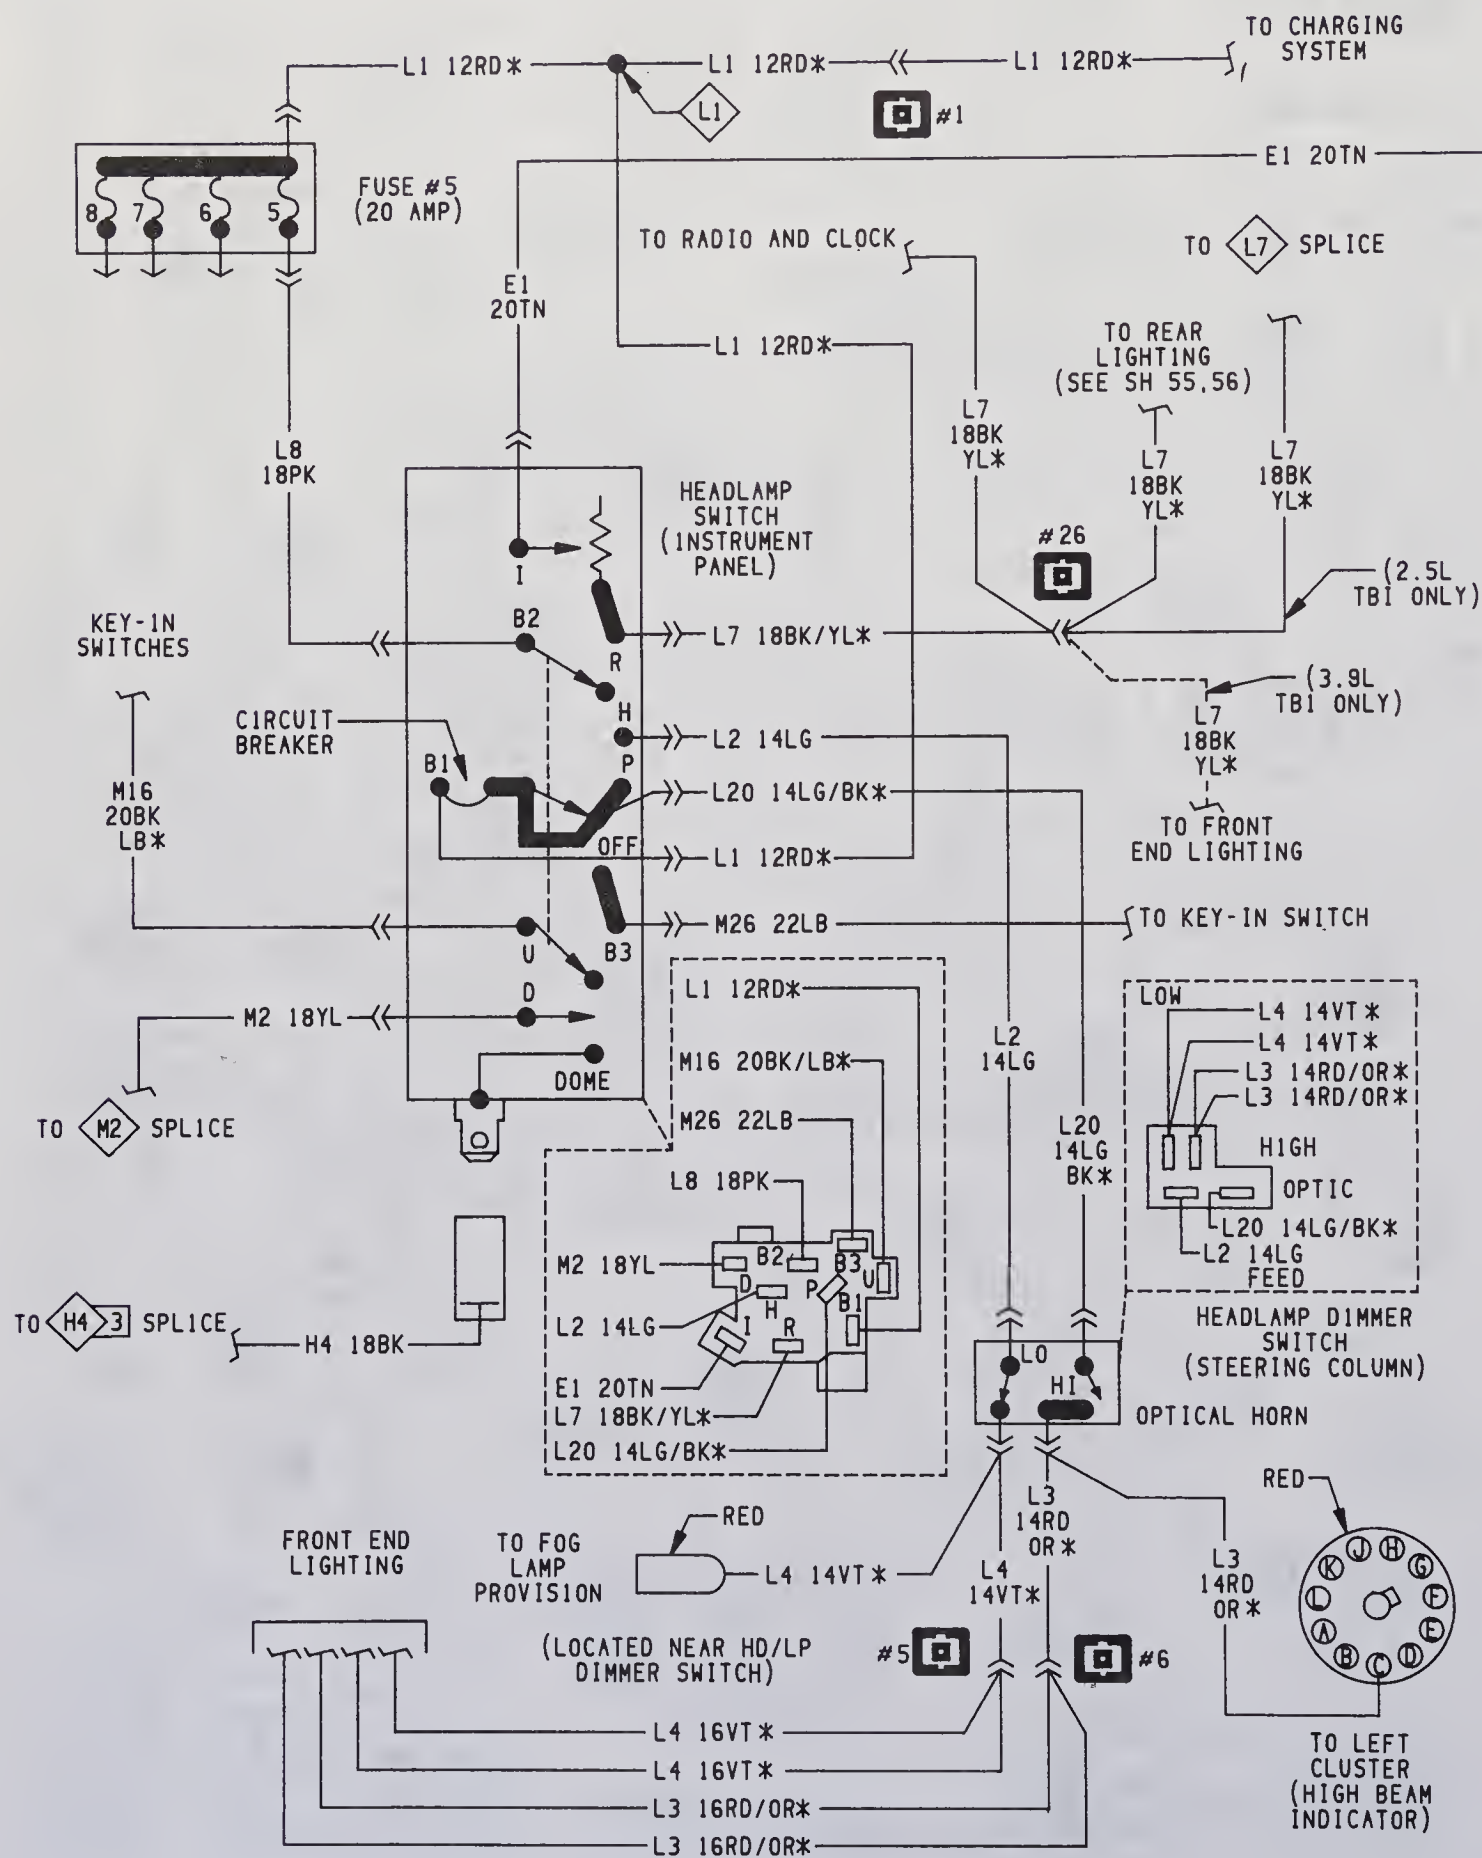 TO CHARGING
SYSTEM
L1 12RD*
L1 12RD*
L1 12RD*
L1
#1
E1 20TN
FUSE #5
(20 AMP)
8
7
6
5
TO RADIO AND CLOCK
TO L7 SPLICE
E1
20TN
L1 12RD*
TO REAR
LIGHTING
(SEE SH 55,56)
L7
18BK
YL*
L7
18BK
YL*
L7
18BK
YL*
L8
18PK
HEADLAMP
SWITCH
(INSTRUMENT
PANEL)
#26
I
(2.5L
TBI ONLY)
KEY-IN
SWITCHES
B2
L7 18BK/YL*
R
(3.9L
TBI ONLY)
H
CIRCUIT
BREAKER
L2 14LG
L7
18BK
YL*
B1
P
M16
20BK
LB*
L20 14LG/BK*
TO FRONT
END LIGHTING
OFF
L1 12RD*
M26 22LB
TO KEY-IN SWITCH
U
B3
D
M2 18YL
L1 12RD*
LOW
L4 14VT*
L4 14VT*
L3 14RD/OR*
L3 14RD/OR*
L2
14LG
M16 20BK/LB*
DOME
TO M2 SPLICE
M26 22LB
L20
14LG
BK*
HIGH
OPTIC
L8 18PK
L20 14LG/BK*
L2 14LG
FEED
M2 18YL
B2
B3
D
P
U
H
B1
L2 14LG
I
R
TO H4 3 SPLICE
H4 18BK
HEADLAMP DIMMER
SWITCH
(STEERING COLUMN)
LO
HI
E1 20TN
L7 18BK/YL*
L20 14LG/BK*
OPTICAL HORN
RED
L3
14RD
OR*
RED
FRONT END
LIGHTING
TO FOG
LAMP
PROVISION
L4 14VT*
L4
14VT*
L3
14RD
OR*
J
H
K
G
L
F
A
E
B
C
D
(LOCATED NEAR HD/LP
DIMMER SWITCH)
#5
#6
L4 16VT*
L4 16VT*
L3 16RD/OR*
L3 16RD/OR*
TO LEFT
CLUSTER
(HIGH BEAM
INDICATOR)